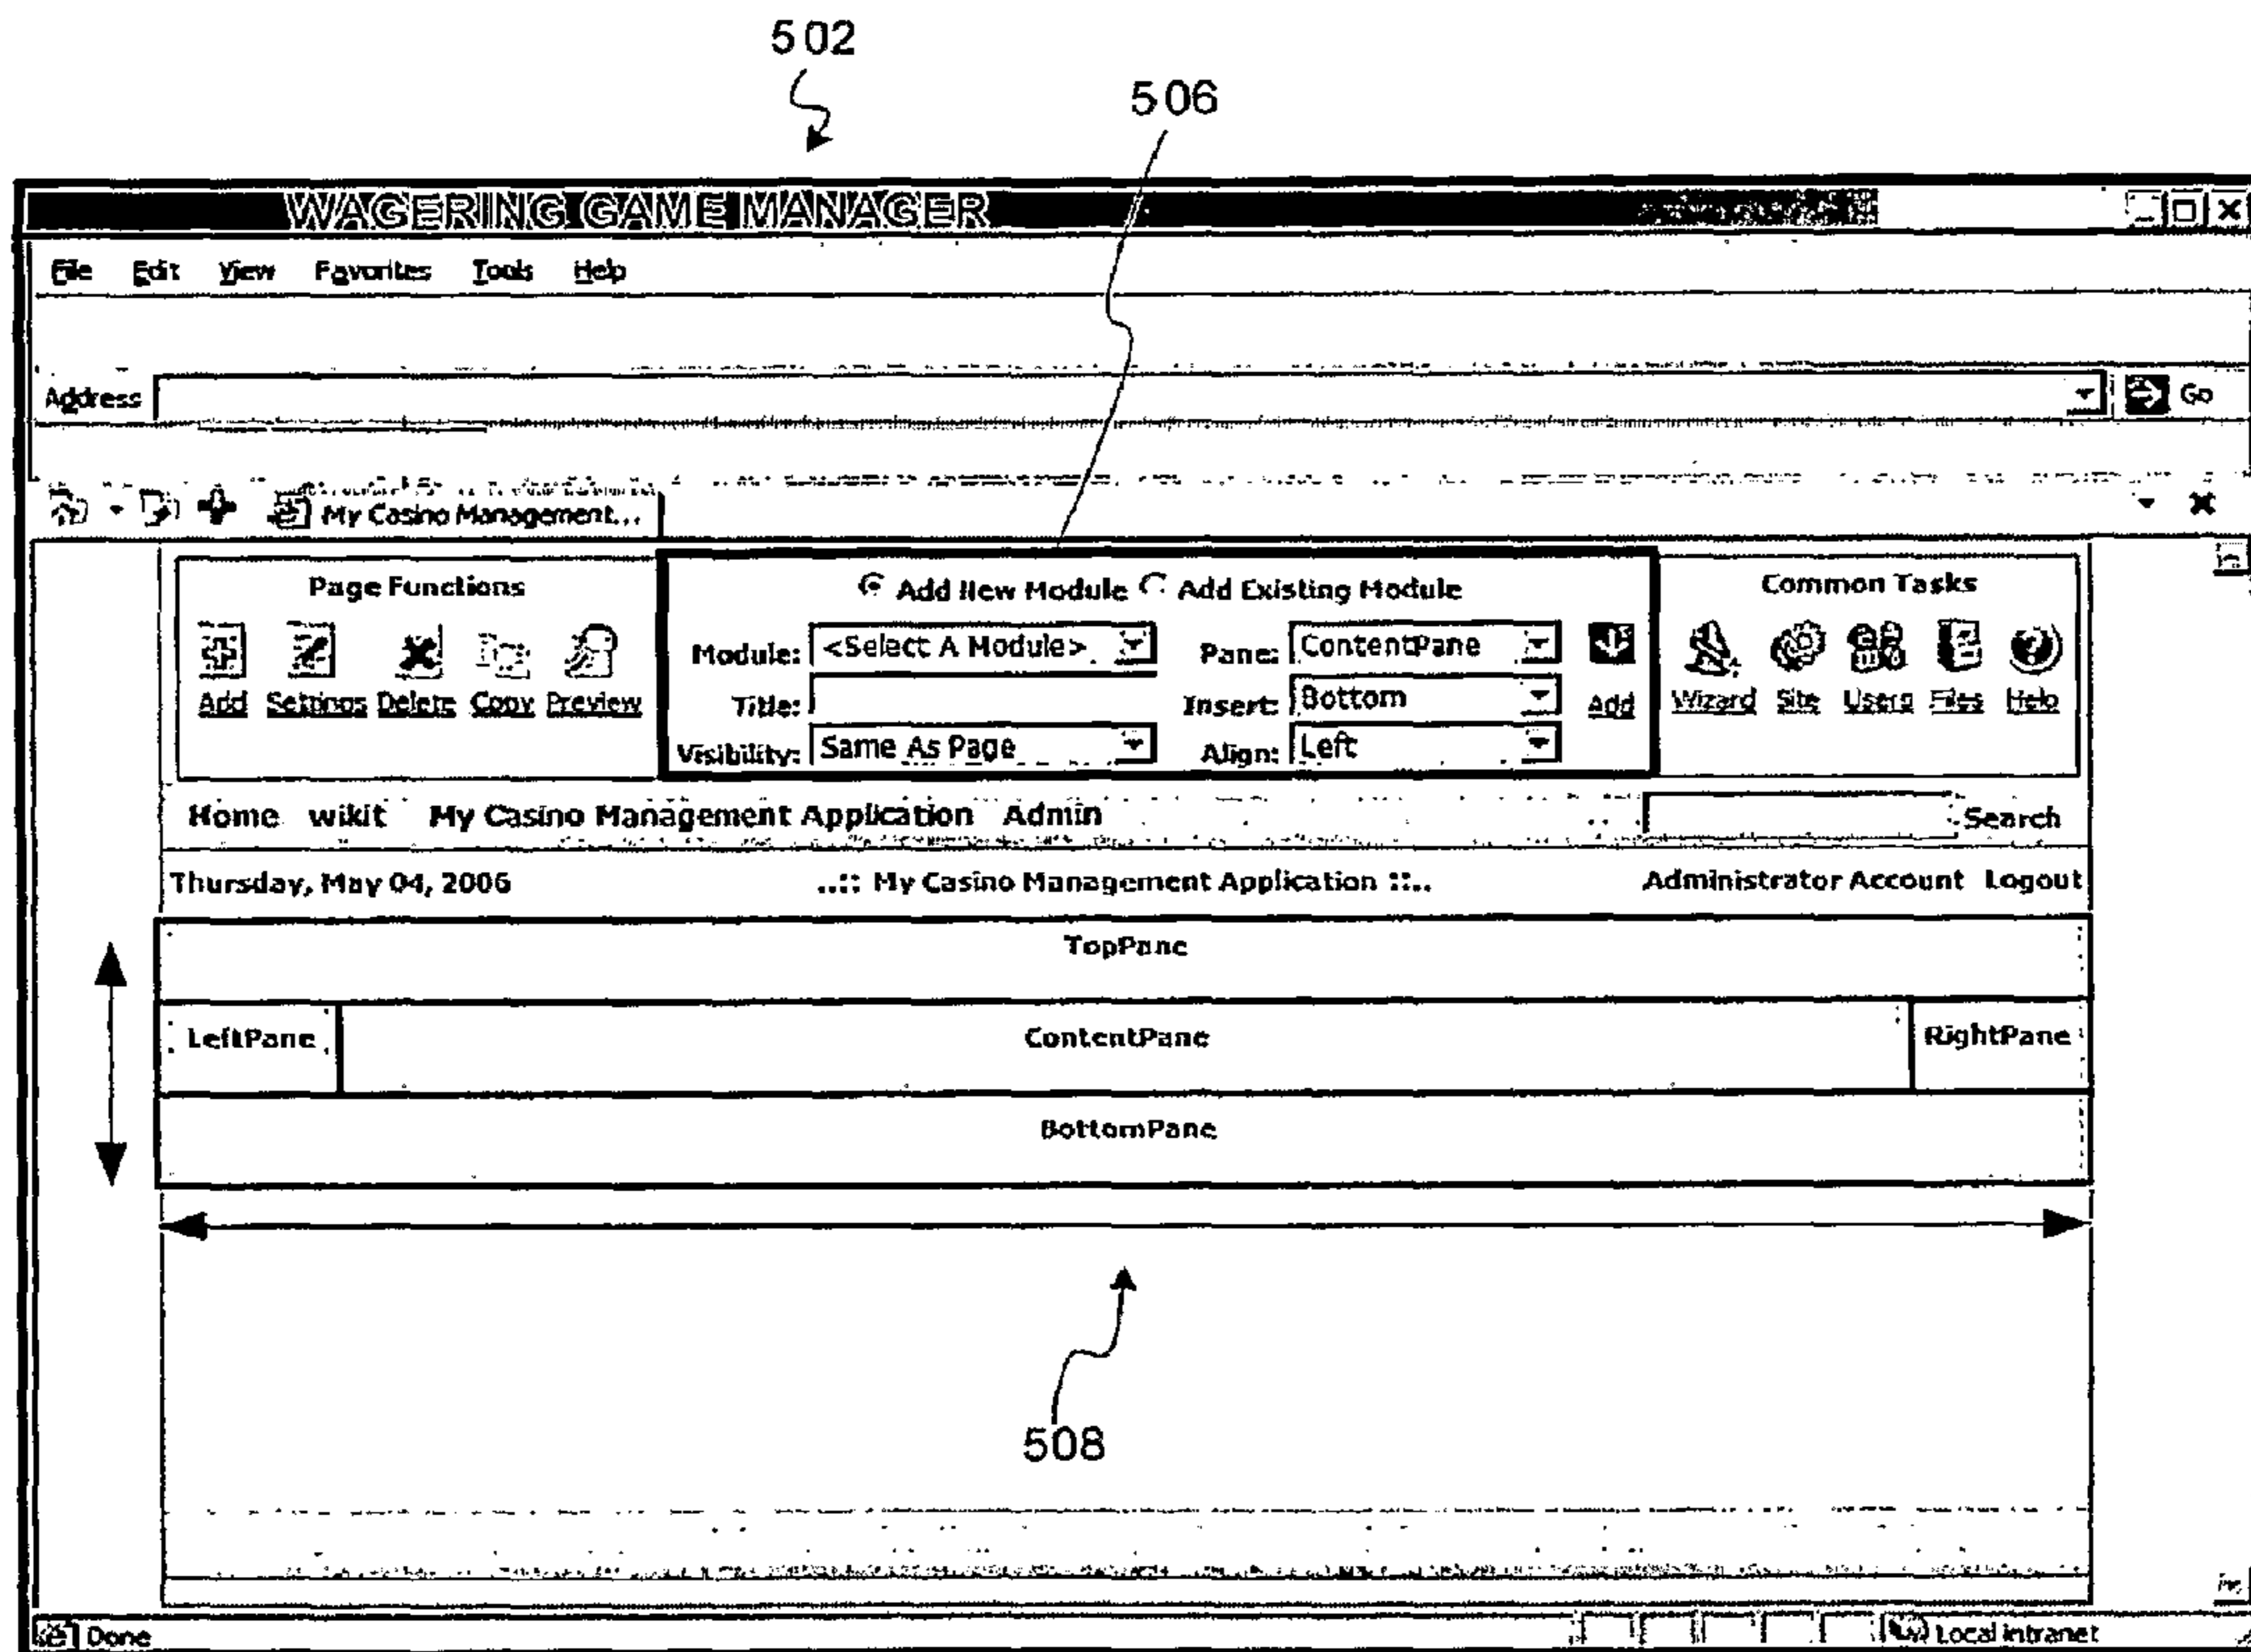 502
506
WAGERING GAME MANAGER
File Edit View Favorites Tools Help
Address Go
My Casino Management...
Page Functions
Add New Module Add Existing Module
Common Tasks
Module: <Select A Module> Pane: ContentPane
Title: Insert: Bottom
Add Settings Delete Copy Preview
Add
Wizard Site Users Files Help
Visibility: Same As Page Align: Left
Home wikit My Casino Management Application Admin Search
Thursday, May 04, 2006 ..:: My Casino Management Application ::.. Administrator Account Logout
TopPane
LeftPane ContentPane RightPane
BottomPane
508
Done Local intranet